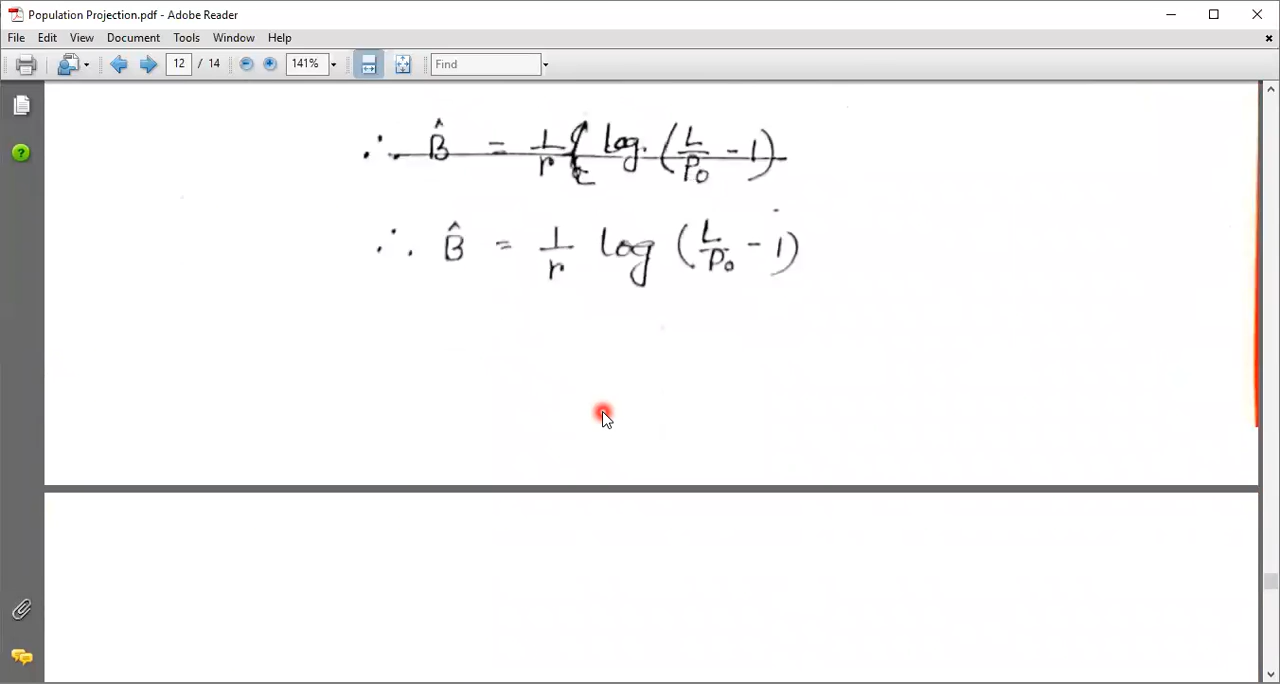 Population Projection.pdf - Adobe Reader
File Edit View Document Tools Window Help
12 / 14 141% Find
∴ B̂ = 1/r log (L/P₀ - 1)
∴ B̂ = 1/r log (L/P₀ - 1)